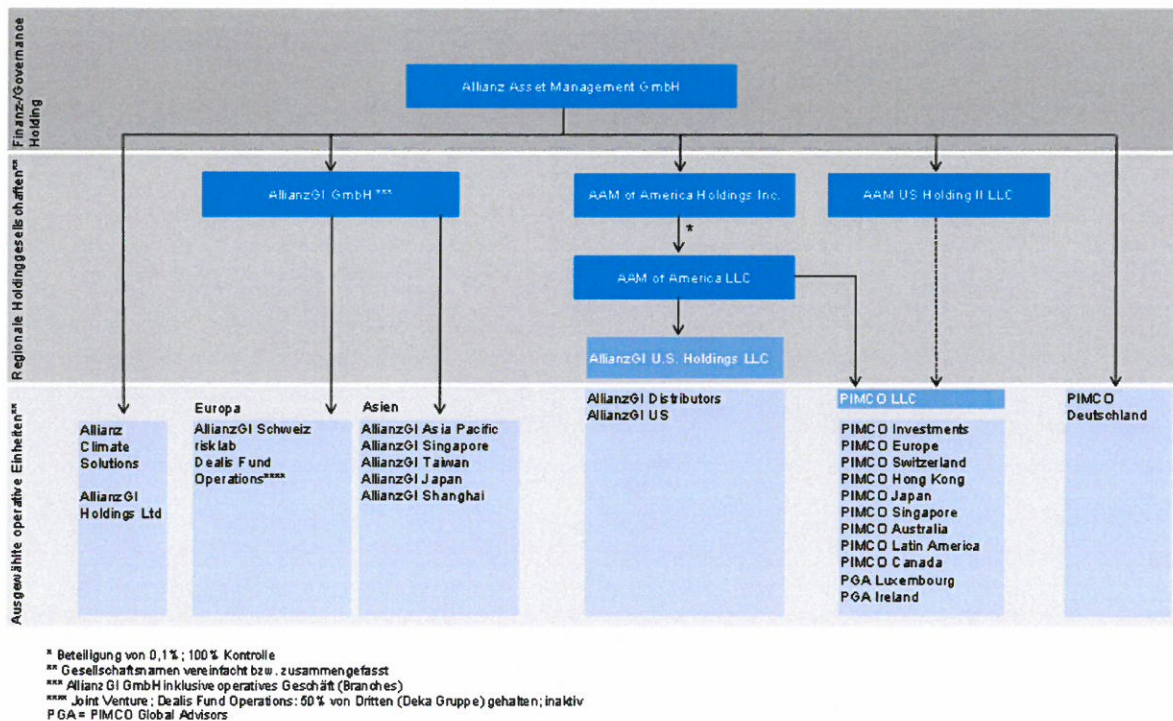 Finanz-/Governance
Holding
Allianz Asset Management GmbH
Regionale Holdinggesellschaften**
AllianzGI GmbH ***
AAM of America Holdings Inc.
AAM US Holding II LLC
*
AAM of America LLC
AllianzGI U.S. Holdings LLC
Ausgewählte operative Einheiten**
Allianz
Climate
Solutions
AllianzGI
Holdings Ltd
Europa
AllianzGI Schweiz
risklab
Dealis Fund
Operations****
Asien
AllianzGI Asia Pacific
AllianzGI Singapore
AllianzGI Taiwan
AllianzGI Japan
AllianzGI Shanghai
AllianzGI Distributors
AllianzGI US
PIMCO LLC
PIMCO Investments
PIMCO Europe
PIMCO Switzerland
PIMCO Hong Kong
PIMCO Japan
PIMCO Singapore
PIMCO Australia
PIMCO Latin America
PIMCO Canada
PGA Luxembourg
PGA Ireland
PIMCO
Deutschland
* Beteiligung von 0,1%; 100% Kontrolle
** Gesellschaftsnamen vereinfacht bzw. zusammengefasst
*** Allianz GI GmbH inklusive operatives Geschäft (Branches)
**** Joint Venture; Dealis Fund Operations: 50% von Dritten (Deka Gruppe) gehalten; inaktiv
PGA = PIMCO Global Advisors